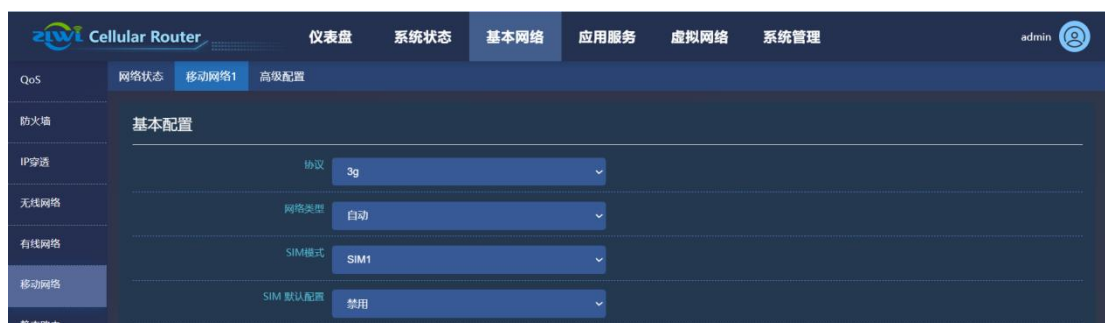 ziwi Cellular Router 仪表盘 系统状态 基本网络 应用服务 虚拟网络 系统管理 admin
QoS 网络状态 移动网络1 高级配置
防火墙 基本配置
IP穿透 协议 3g
无线网络 网络类型 自动
有线网络 SIM模式 SIM1
移动网络 SIM 默认配置 禁用